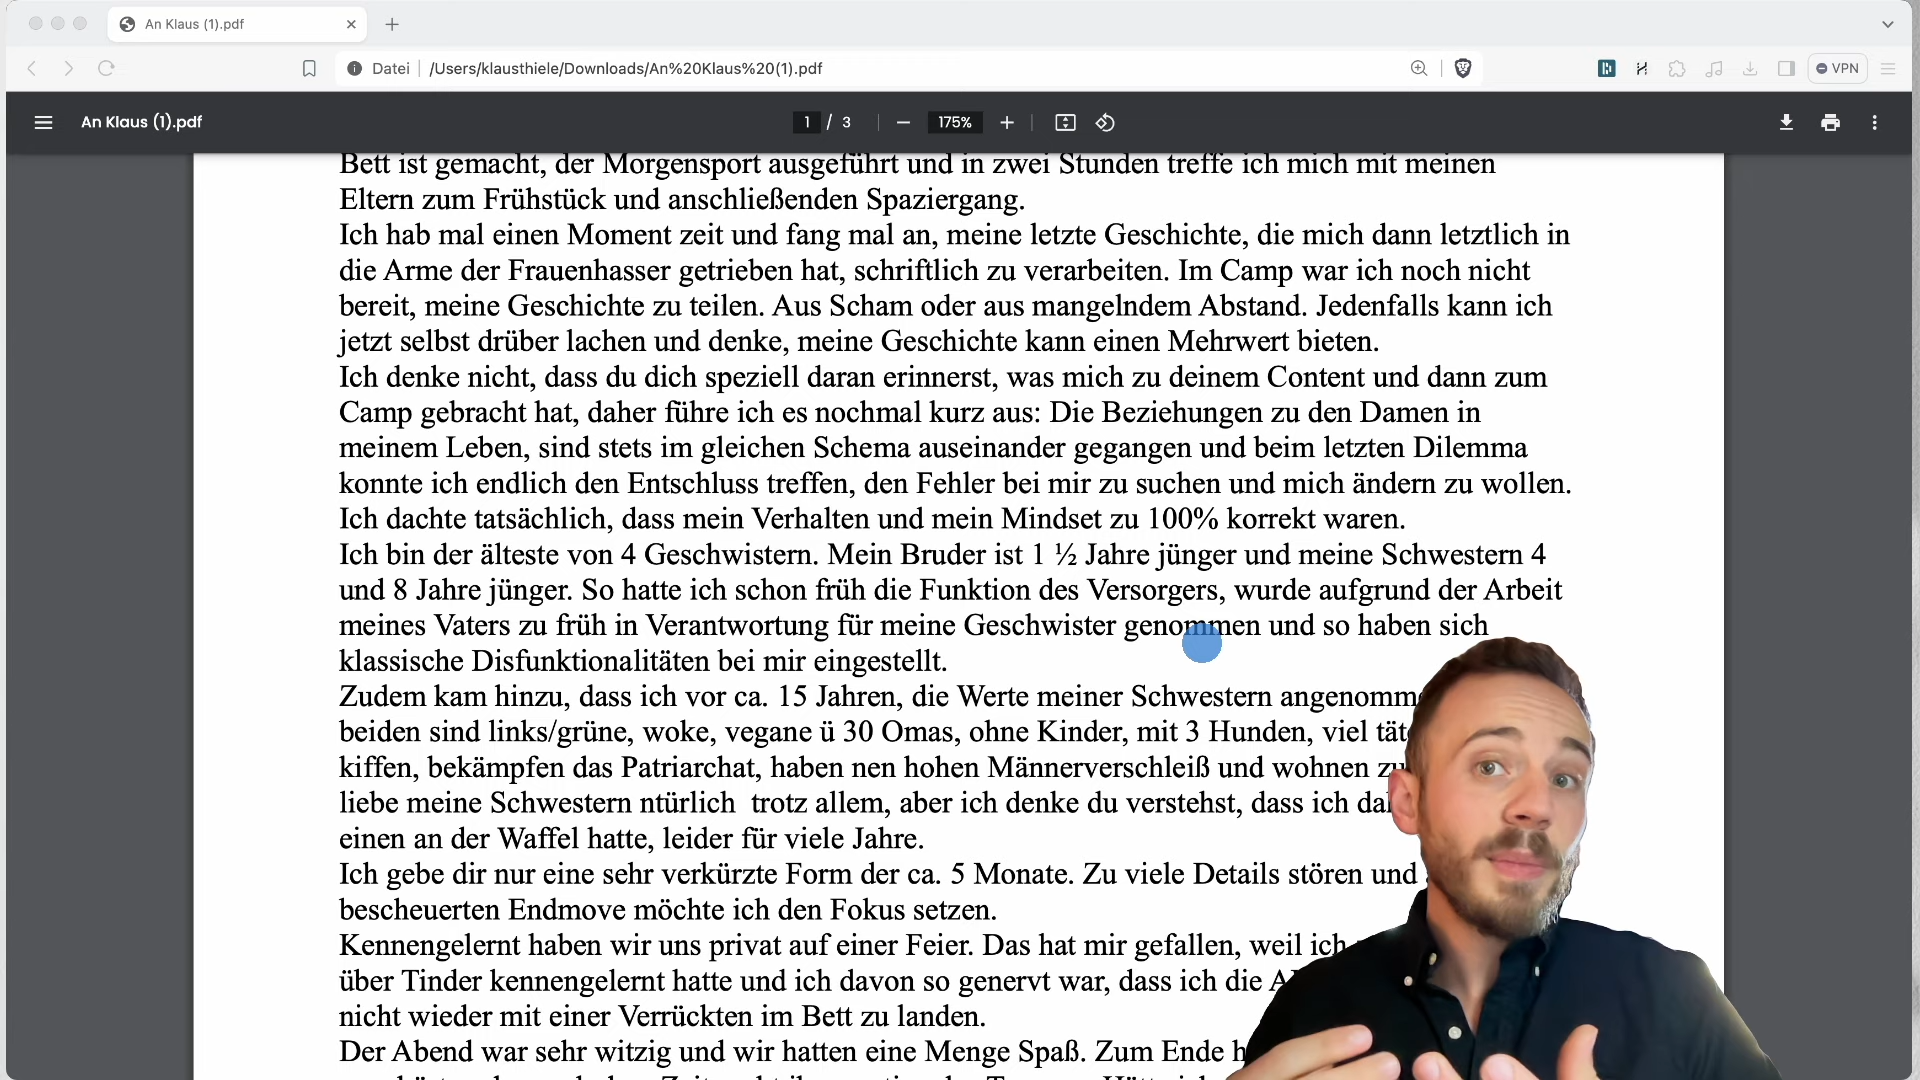 An Klaus (1).pdf
Datei /Users/klausthiele/Downloads/An%20Klaus%20(1).pdf
VPN
An Klaus (1).pdf
1 / 3
175%
Bett ist gemacht, der Morgensport ausgeführt und in zwei Stunden treffe ich mich mit meinen
Eltern zum Frühstück und anschließenden Spaziergang.
Ich hab mal einen Moment zeit und fang mal an, meine letzte Geschichte, die mich dann letztlich in
die Arme der Frauenhasser getrieben hat, schriftlich zu verarbeiten. Im Camp war ich noch nicht
bereit, meine Geschichte zu teilen. Aus Scham oder aus mangelndem Abstand. Jedenfalls kann ich
jetzt selbst drüber lachen und denke, meine Geschichte kann einen Mehrwert bieten.
Ich denke nicht, dass du dich speziell daran erinnerst, was mich zu deinem Content und dann zum
Camp gebracht hat, daher führe ich es nochmal kurz aus: Die Beziehungen zu den Damen in
meinem Leben, sind stets im gleichen Schema auseinander gegangen und beim letzten Dilemma
konnte ich endlich den Entschluss treffen, den Fehler bei mir zu suchen und mich ändern zu wollen.
Ich dachte tatsächlich, dass mein Verhalten und mein Mindset zu 100% korrekt waren.
Ich bin der älteste von 4 Geschwistern. Mein Bruder ist 1 ½ Jahre jünger und meine Schwestern 4
und 8 Jahre jünger. So hatte ich schon früh die Funktion des Versorgers, wurde aufgrund der Arbeit
meines Vaters zu früh in Verantwortung für meine Geschwister genommen und so haben sich
klassische Disfunktionalitäten bei mir eingestellt.
Zudem kam hinzu, dass ich vor ca. 15 Jahren, die Werte meiner Schwestern
beiden sind links/grüne, woke, vegane ü 30 Omas, ohne Kinder, mit 3 Hunden, viel
kiffen, bekämpfen das Patriarchat, haben nen hohen Männerverschleiß und wohnen
liebe meine Schwestern ntürlich trotz allem, aber ich denke du verstehst, dass ich
einen an der Waffel hatte, leider für viele Jahre.
Ich gebe dir nur eine sehr verkürzte Form der ca. 5 Monate. Zu viele Details stören und
bescheuerten Endmove möchte ich den Fokus setzen.
Kennengelernt haben wir uns privat auf einer Feier. Das hat mir gefallen, weil ich
über Tinder kennengelernt hatte und ich davon so genervt war, dass ich die
nicht wieder mit einer Verrückten im Bett zu landen.
Der Abend war sehr witzig und wir hatten eine Menge Spaß. Zum Ende